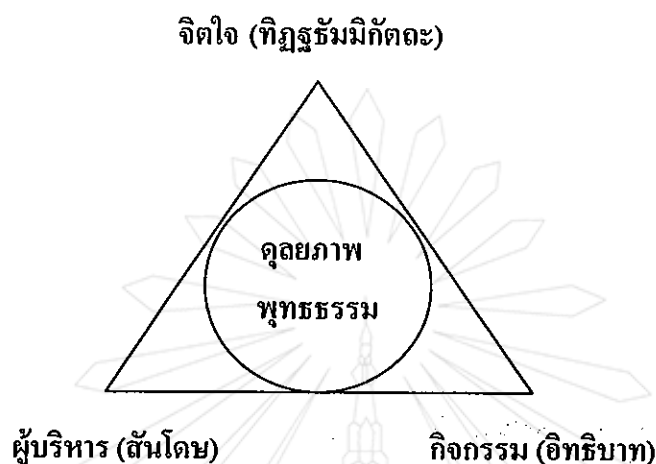 จิตใจ (ทิฏฐธัมมิกัตถะ)
ดุลยภาพ
พุทธธรรม
ผู้บริหาร (สันโดษ) กิจกรรม (อิทธิบาท)